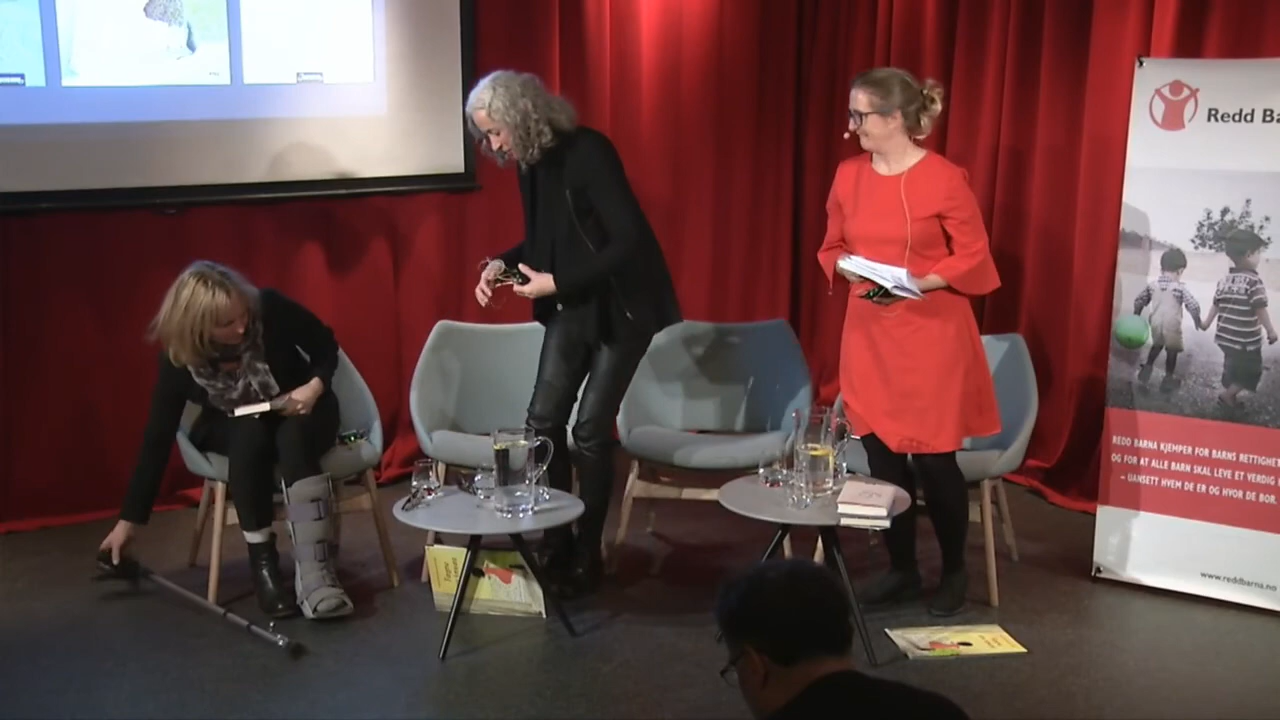 Redd Ba
REDD BARNA KJEMPER FOR BARNS RETTIGHET
OG FOR AT ALLE BARN SKAL LEVE ET VERDIG
– UANSETT HVEM DE ER OG HVOR DE BOR.
www.reddbarna.no